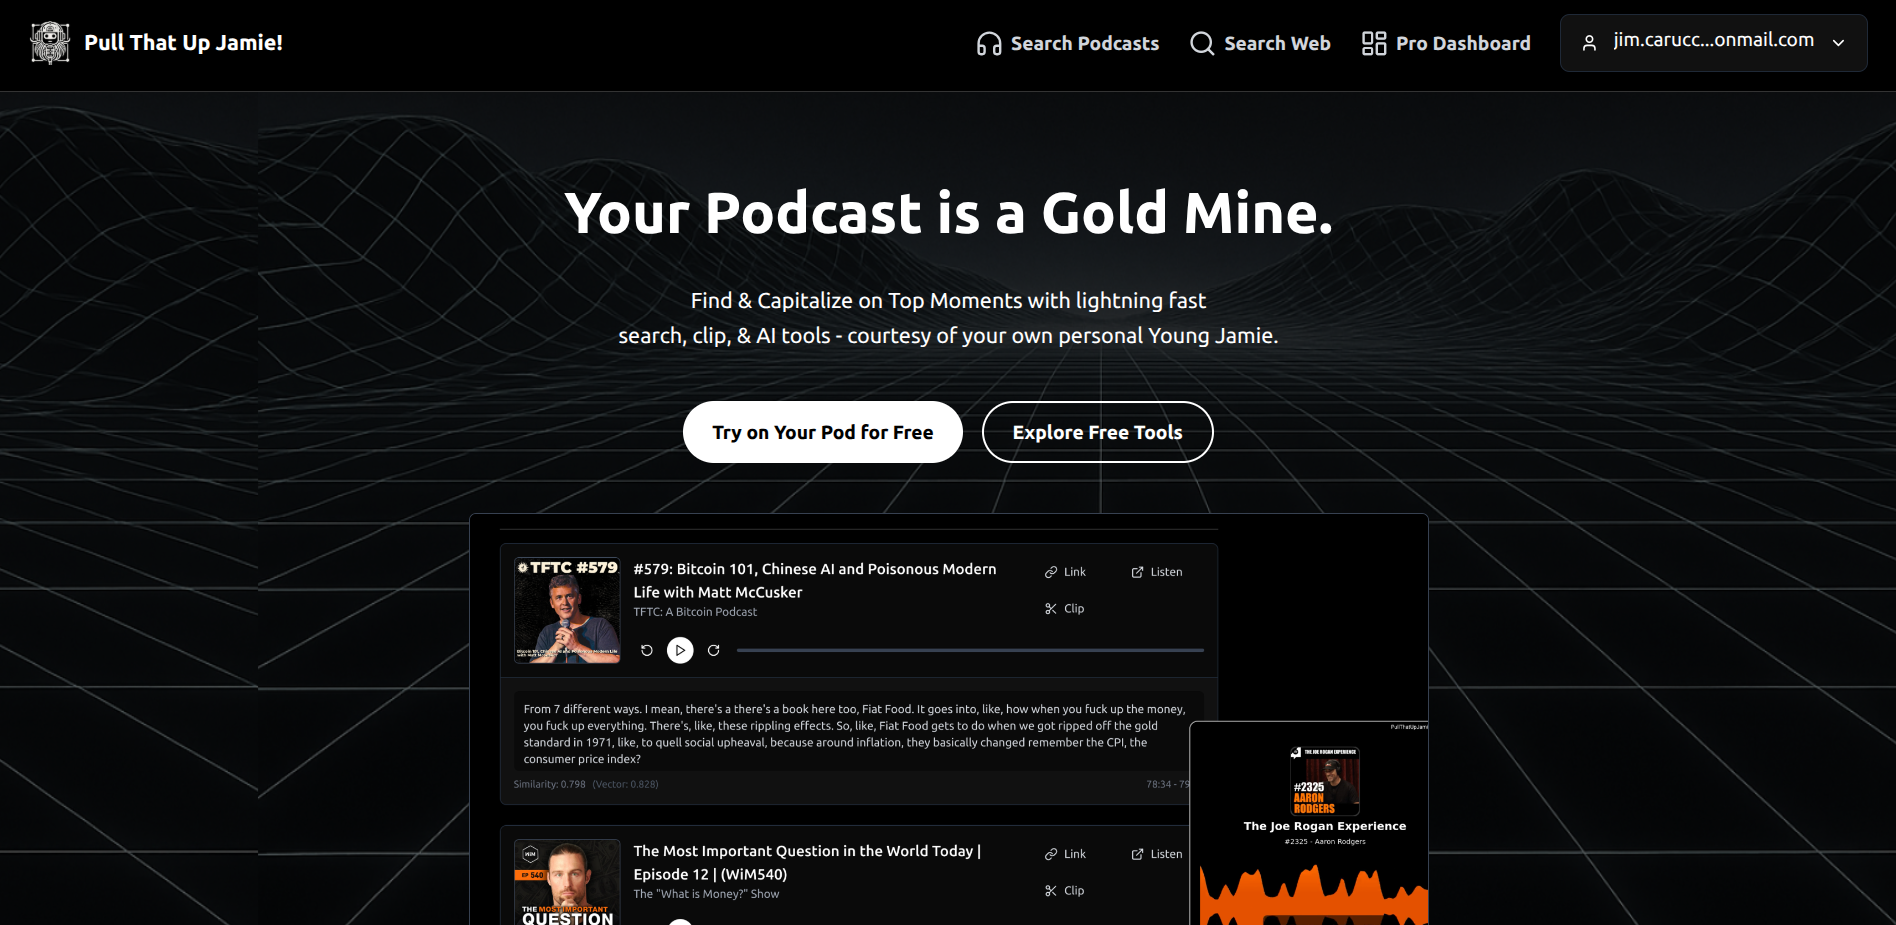 Pull That Up Jamie!
Search Podcasts
Search Web
Pro Dashboard
jim.carucc...onmail.com
Your Podcast is a Gold Mine.
Find & Capitalize on Top Moments with lightning fast
search, clip, & AI tools - courtesy of your own personal Young Jamie.
Try on Your Pod for Free
Explore Free Tools
TFTC #579
#579: Bitcoin 101, Chinese AI and Poisonous Modern
Life with Matt McCusker
TFTC: A Bitcoin Podcast
Link
Listen
Clip
From 7 different ways. I mean, there's a there's a book here too, Fiat Food. It goes into, like, how when you fuck up the money,
you fuck up everything. There's, like, these rippling effects. So, like, Fiat Food gets to do when we got ripped off the gold
standard in 1971, like, to quell social upheaval, because around inflation, they basically changed remember the CPI, the
consumer price index?
Similarity: 0.798 (Vector: 0.828)
78:34 - 79
PullThatUpJami
THE JOE ROGAN EXPERIENCE
#2325
AARON
RODGERS
The Joe Rogan Experience
#2325 - Aaron Rodgers
WiM
EP 540
THE MOST IMPORTANT
QUESTION
The Most Important Question in the World Today |
Episode 12 | (WiM540)
The "What is Money?" Show
Link
Listen
Clip